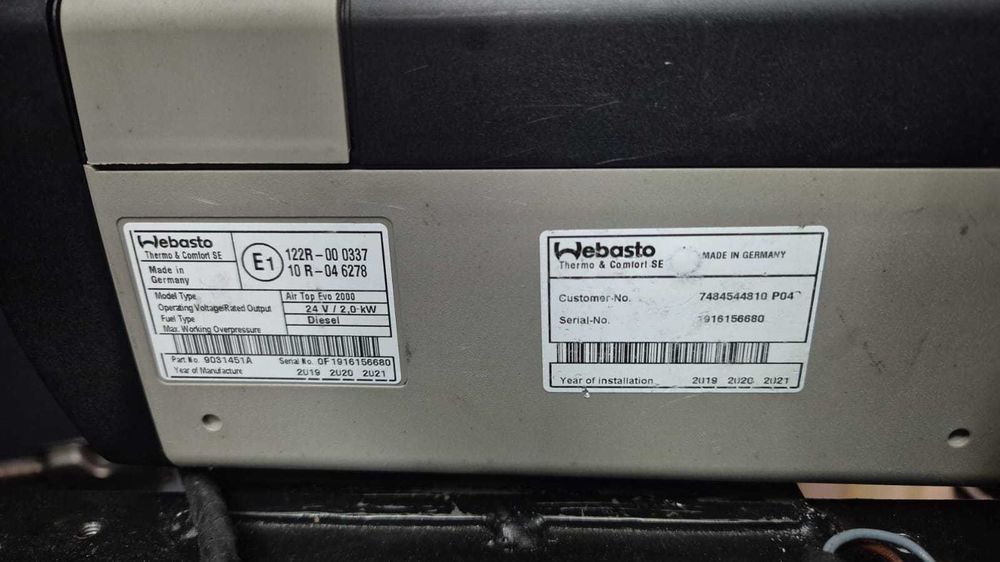 Webasto
Thermo & Comfort SE
Made in
Germany
E1
122R-00 0337
10 R-04 6278
Model Type Air Top Evo 2000
Operating Voltage/Rated Output 24 V / 2,0 kW
Fuel Type Diesel
Max. Working Overpressure
Part No. 9031451A Serial No. 0F1916156680
Year of Manufacture 2019 2020 2021
Webasto
Thermo & Comfort SE
MADE IN GERMANY
Customer-No. 7484544810 P04
Serial-No. 1916156680
Year of installation 2019 2020 2021